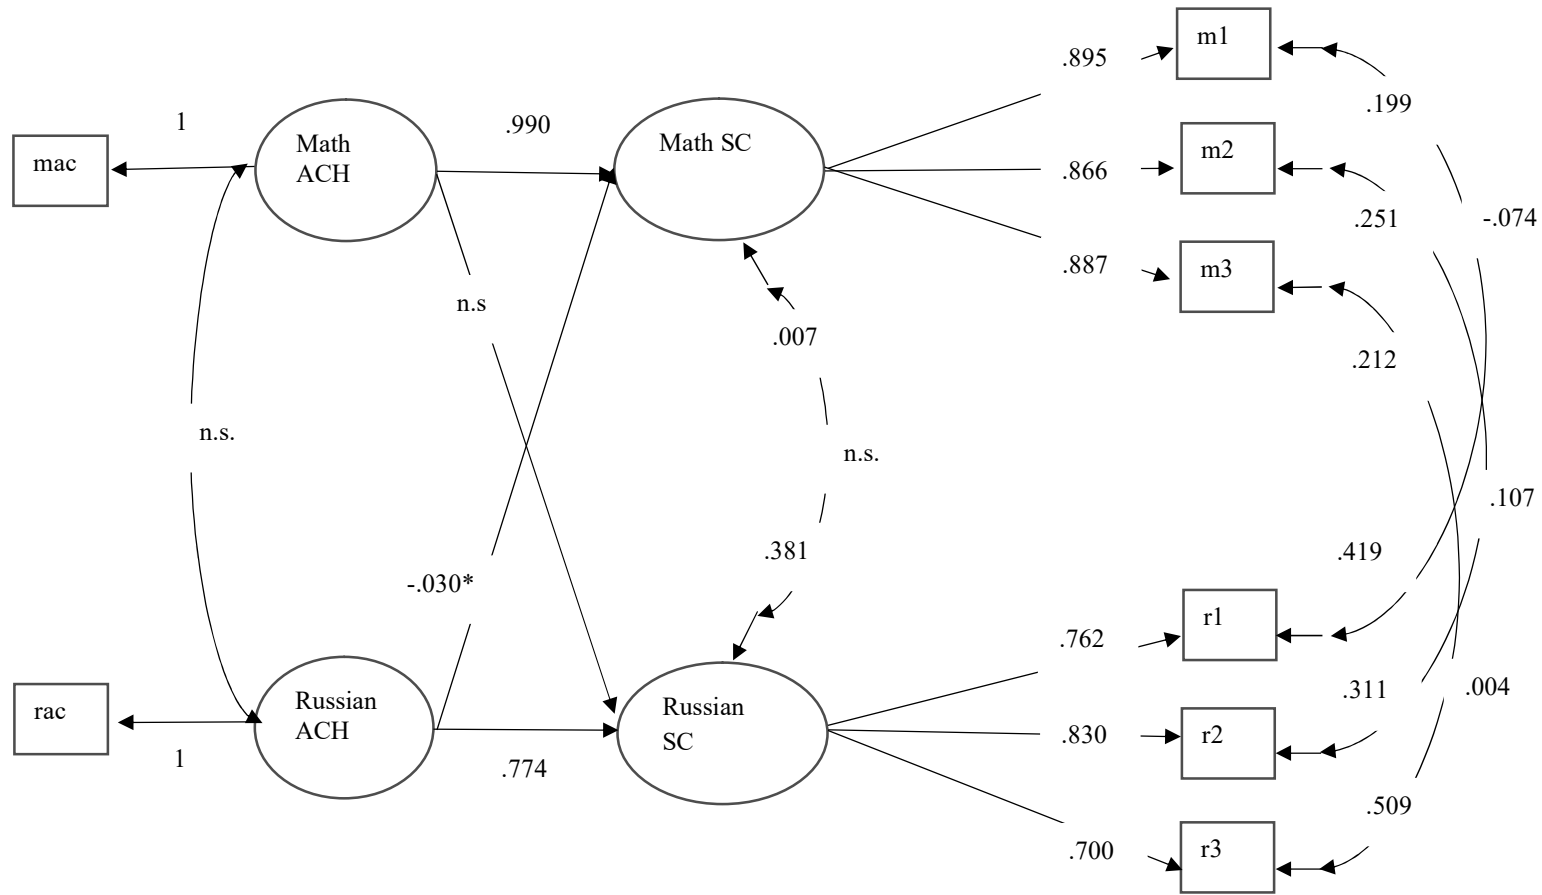 m1
.895
.199
1
.990
Math
ACH
Math SC
mac
m2
.866
.251
-.074
.887
m3
n.s
.007
.212
n.s.
n.s.
.107
.381
.419
-.030*
r1
.762
Russian
ACH
Russian
SC
.311
.004
rac
.830
r2
1
.774
.509
.700
r3